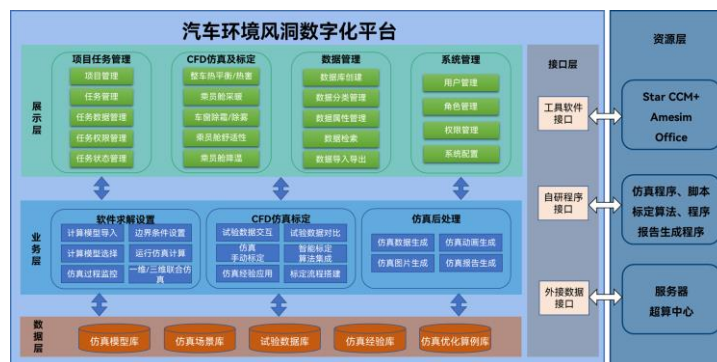 汽车环境风洞数字化平台
展示层
项目任务管理
项目管理
任务管理
任务数据管理
任务权限管理
任务状态管理
CFD仿真及标定
整车热平衡/热害
乘员舱采暖
车窗除霜/除雾
乘员舱舒适性
乘员舱降温
数据管理
数据库创建
数据分类管理
数据属性管理
数据检索
数据导入导出
系统管理
用户管理
角色管理
权限管理
系统配置
业务层
软件求解设置
计算模型导入
边界条件设置
计算模型选择
运行仿真计算
仿真过程监控
一维/三维联合仿
真
CFD仿真标定
试验数据交互
试验数据对比
仿真
手动标定
智能标定
算法集成
仿真经验应用
标定流程搭建
仿真后处理
仿真数据生成
仿真动画生成
仿真图片生成
仿真报告生成
数据层
仿真模型库
仿真场景库
试验数据库
仿真经验库
仿真优化算例库
接口层
工具软件
接口
自研程序
接口
外接数据
接口
资源层
Star CCM+
Amesim
Office
仿真程序、脚本
标定算法、程序
报告生成程序
服务器
超算中心